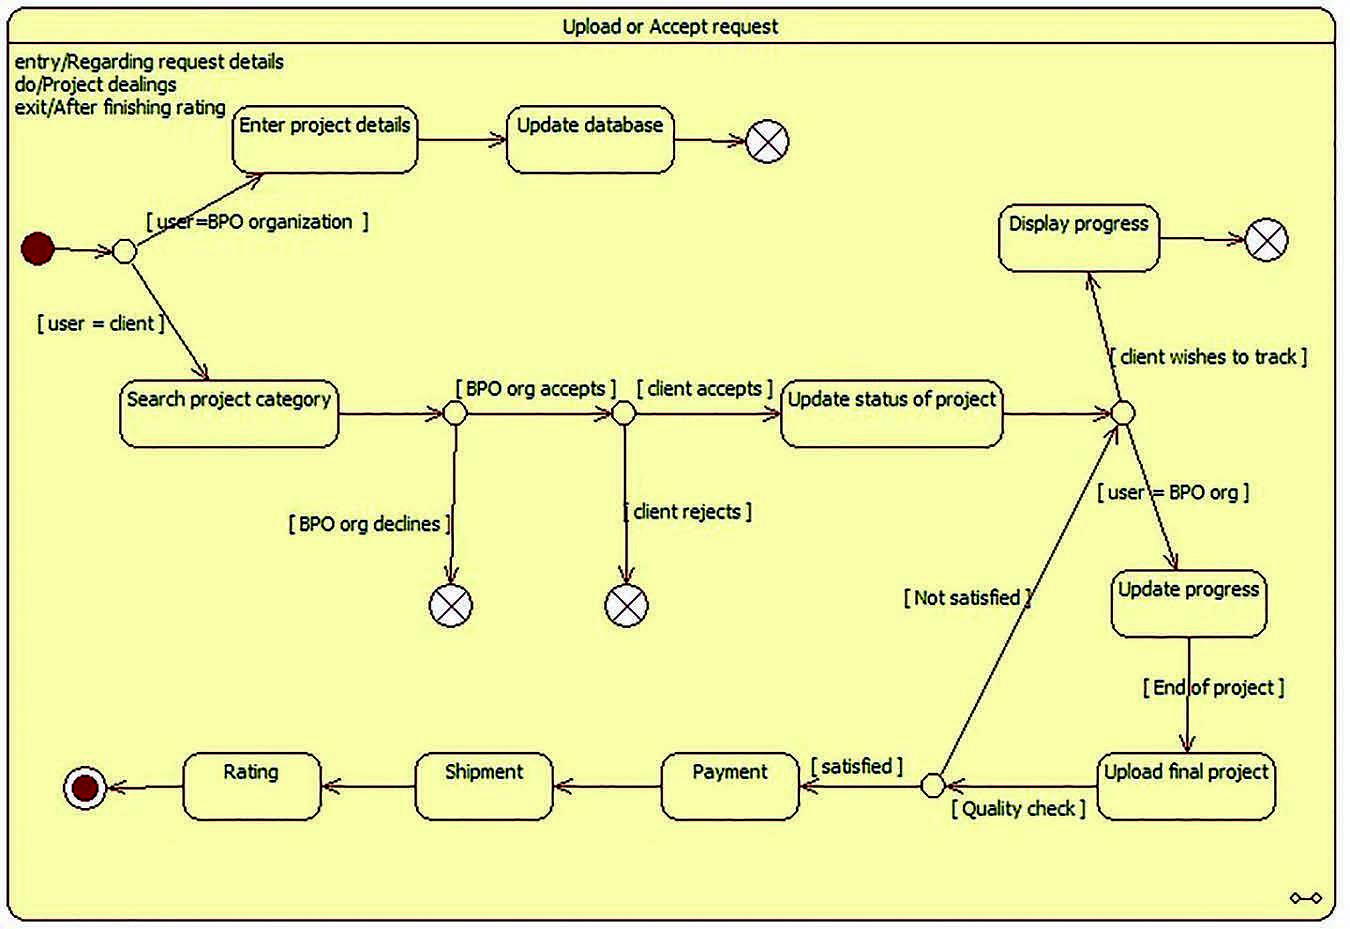 Upload or Accept request
entry/Regarding request details
do/Project dealings
exit/After finishing rating
Enter project details
Update database
[ user=BPO organization ]
Display progress
[ user = client ]
[ client wishes to track ]
Search project category
[ BPO org accepts ]
[ client accepts ]
Update status of project
[ BPO org declines ]
[ client rejects ]
[ user = BPO org ]
[ Not satisfied ]
Update progress
[ End of project ]
Rating
Shipment
Payment
[ satisfied ]
[ Quality check ]
Upload final project